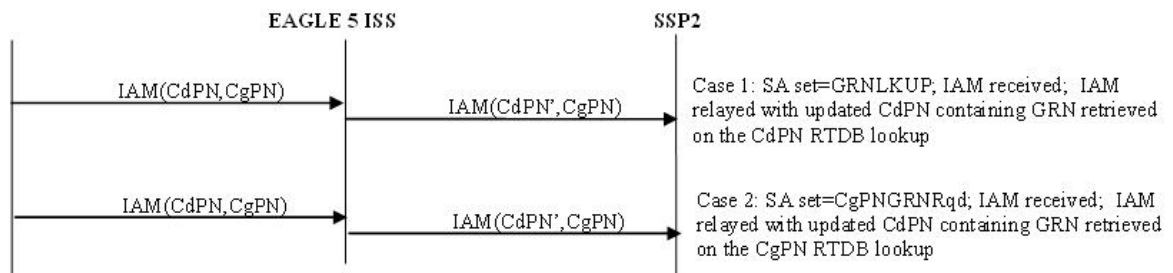 EAGLE 5 ISS
SSP2
IAM(CdPN,CgPN)
IAM(CdPN',CgPN)
Case 1: SA set=GRNLKUP; IAM received; IAM
relayed with updated CdPN containing GRN retrieved
on the CdPN RTDB lookup
IAM(CdPN,CgPN)
IAM(CdPN',CgPN)
Case 2: SA set=CgPNGRNRqd; IAM received; IAM
relayed with updated CdPN containing GRN retrieved
on the CgPN RTDB lookup